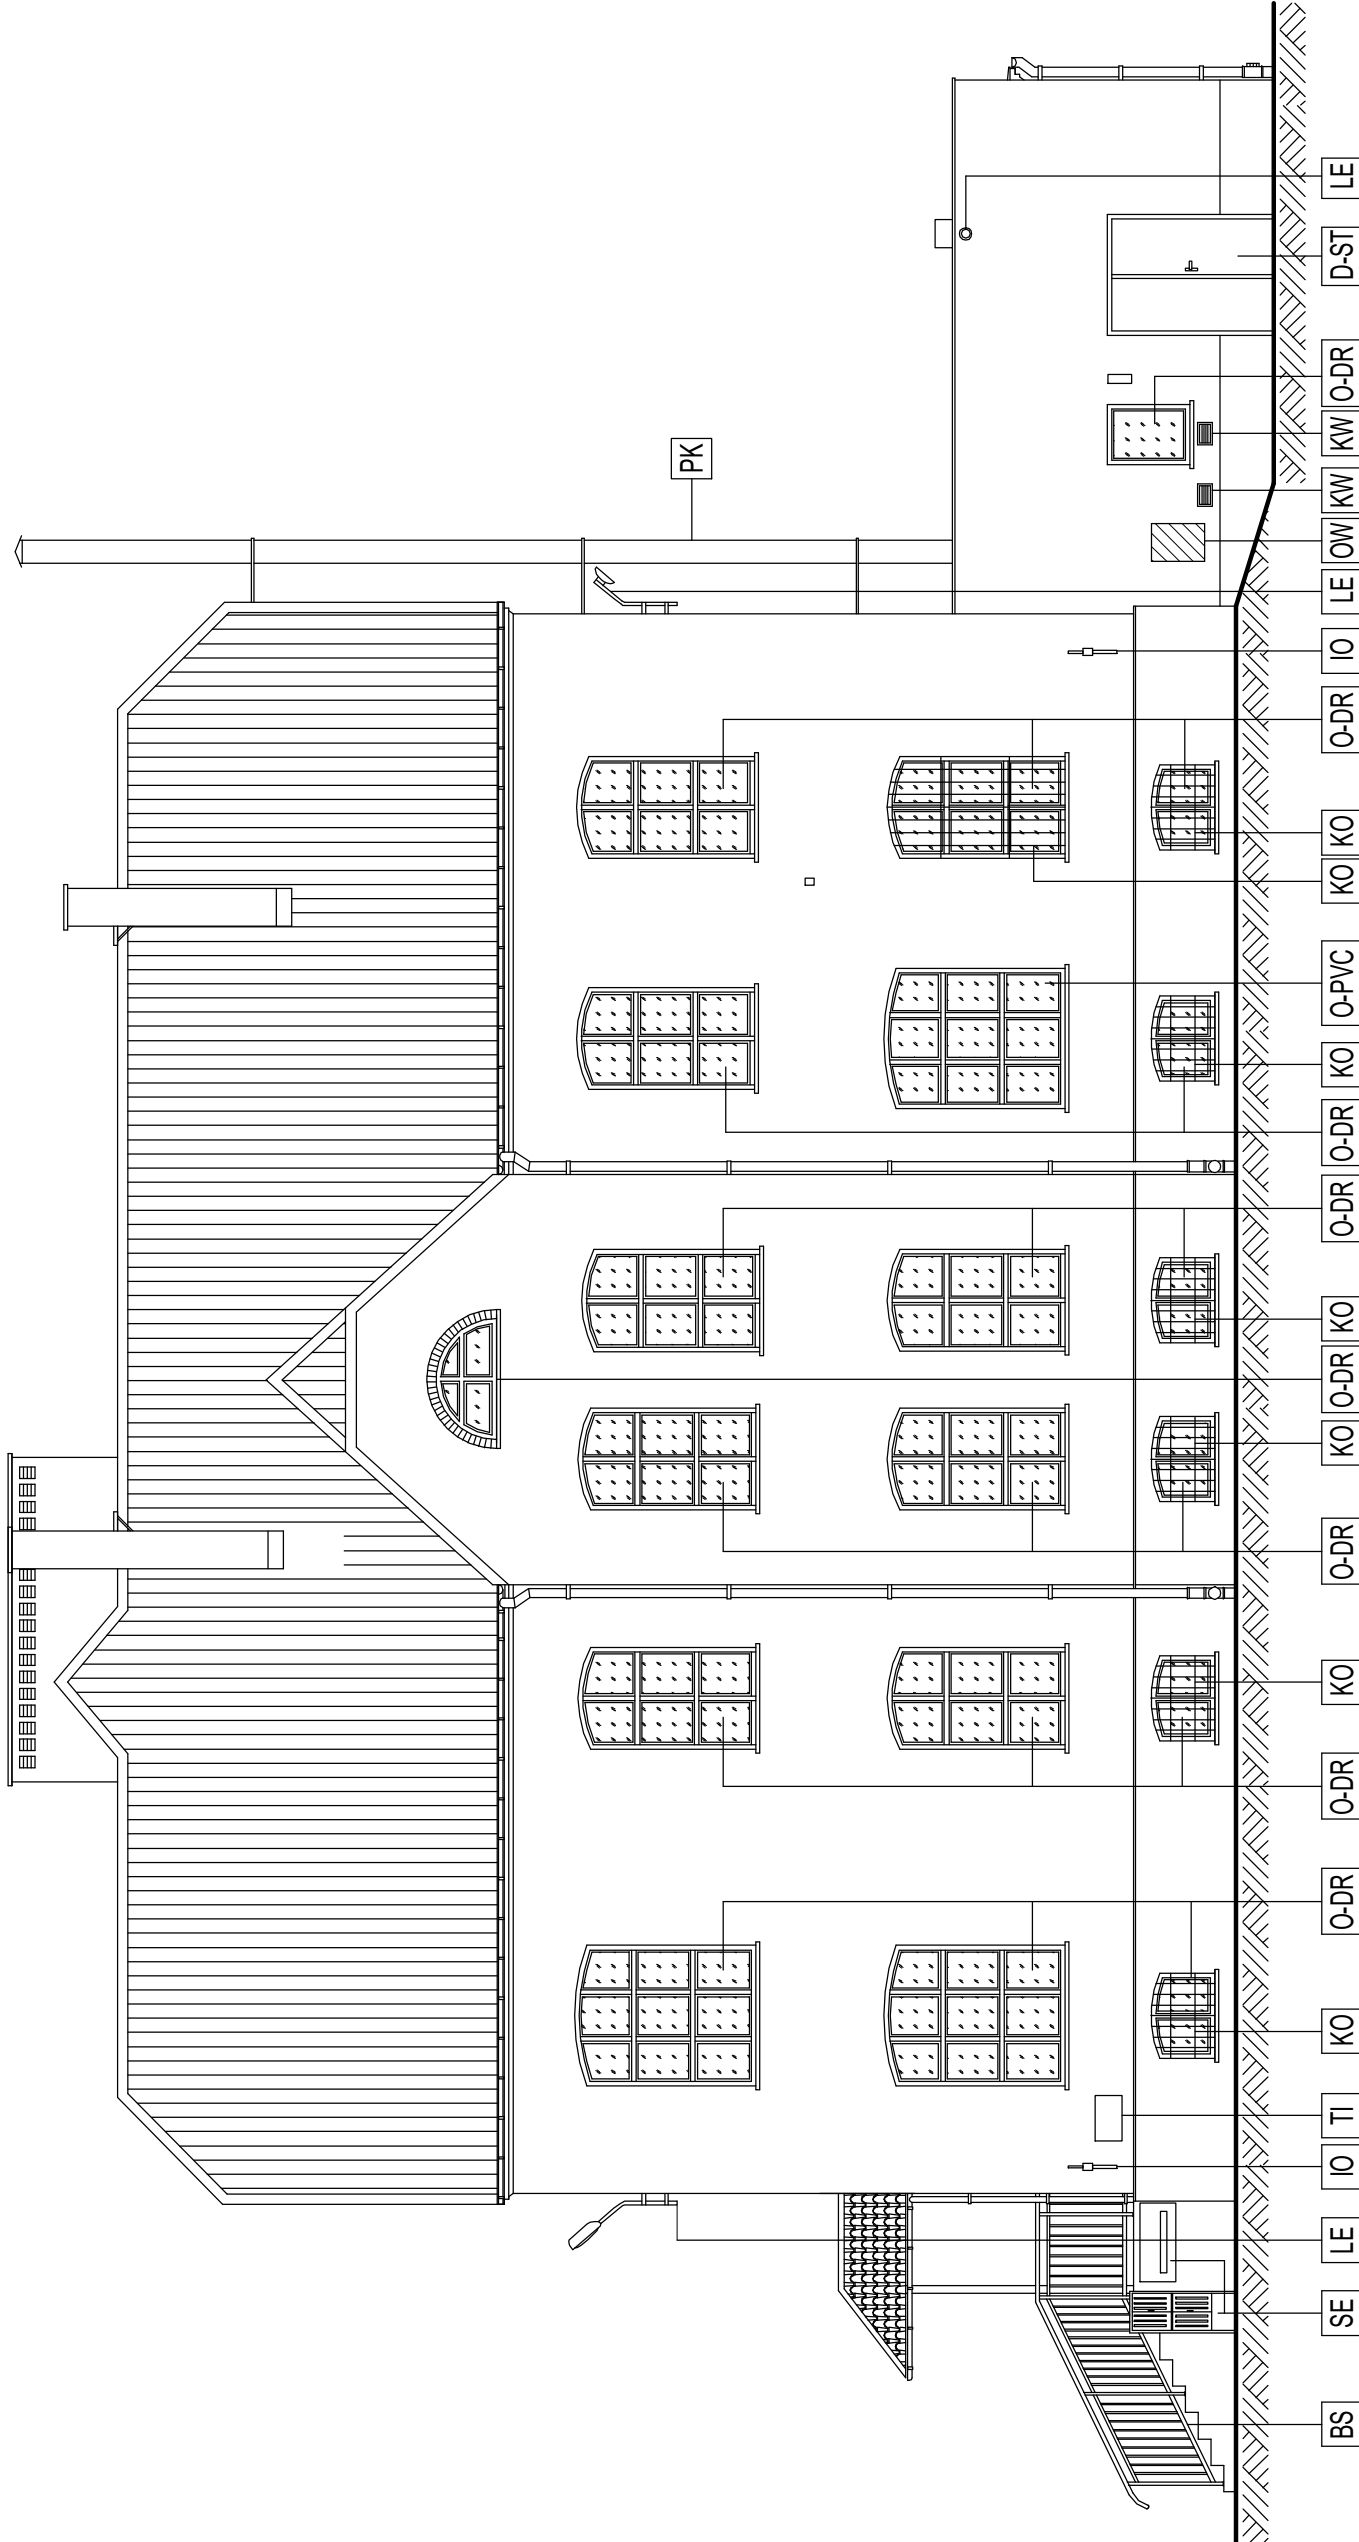 PK
BS
SE
LE
IO
TI
KO
O-DR
O-DR
KO
O-DR
KO
O-DR
KO
O-DR
O-DR
KO
O-PVC
KO
KO
O-DR
IO
LE
OW
KW
KW
O-DR
D-ST
LE